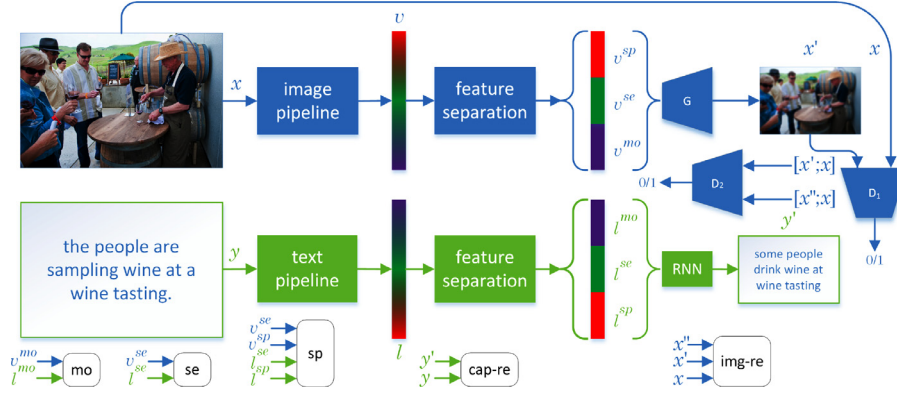 v
x'
x
x
image
pipeline
feature
separation
v^{sp}
v^{se}
v^{mo}
G
[x';x]
D₂
0/1
[x'';x]
D₁
y'
0/1
the people are
sampling wine at a
wine tasting.
y
text
pipeline
feature
separation
l^{mo}
l^{se}
l^{sp}
RNN
some people
drink wine at
wine tasting
l
v^{mo}
l^{mo}
mo
v^{se}
l^{se}
se
v^{se}
v^{sp}
l^{se}
l^{sp}
sp
y'
y
cap-re
x''
x'
x
img-re